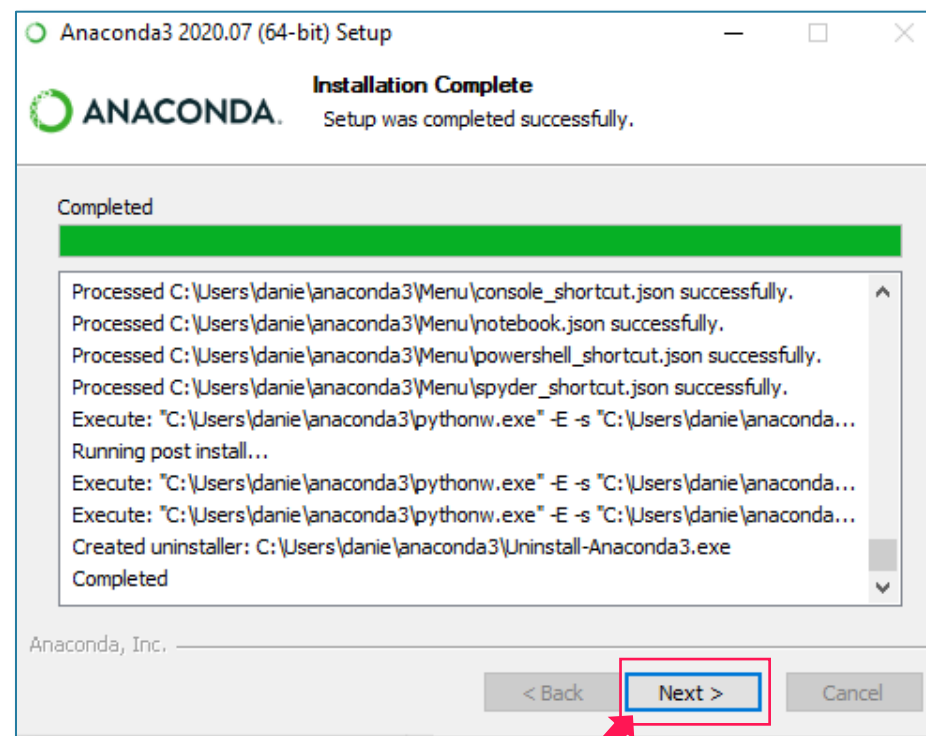 Anaconda3 2020.07 (64-bit) Setup
ANACONDA.
Installation Complete
Setup was completed successfully.
Completed
Processed C:\Users\danie\anaconda3\Menu\console_shortcut.json successfully.
Processed C:\Users\danie\anaconda3\Menu\notebook.json successfully.
Processed C:\Users\danie\anaconda3\Menu\powershell_shortcut.json successfully.
Processed C:\Users\danie\anaconda3\Menu\spyder_shortcut.json successfully.
Execute: "C:\Users\danie\anaconda3\pythonw.exe" -E -s "C:\Users\danie\anaconda...
Running post install...
Execute: "C:\Users\danie\anaconda3\pythonw.exe" -E -s "C:\Users\danie\anaconda...
Execute: "C:\Users\danie\anaconda3\pythonw.exe" -E -s "C:\Users\danie\anaconda...
Created uninstaller: C:\Users\danie\anaconda3\Uninstall-Anaconda3.exe
Completed
Anaconda, Inc.
< Back Next > Cancel